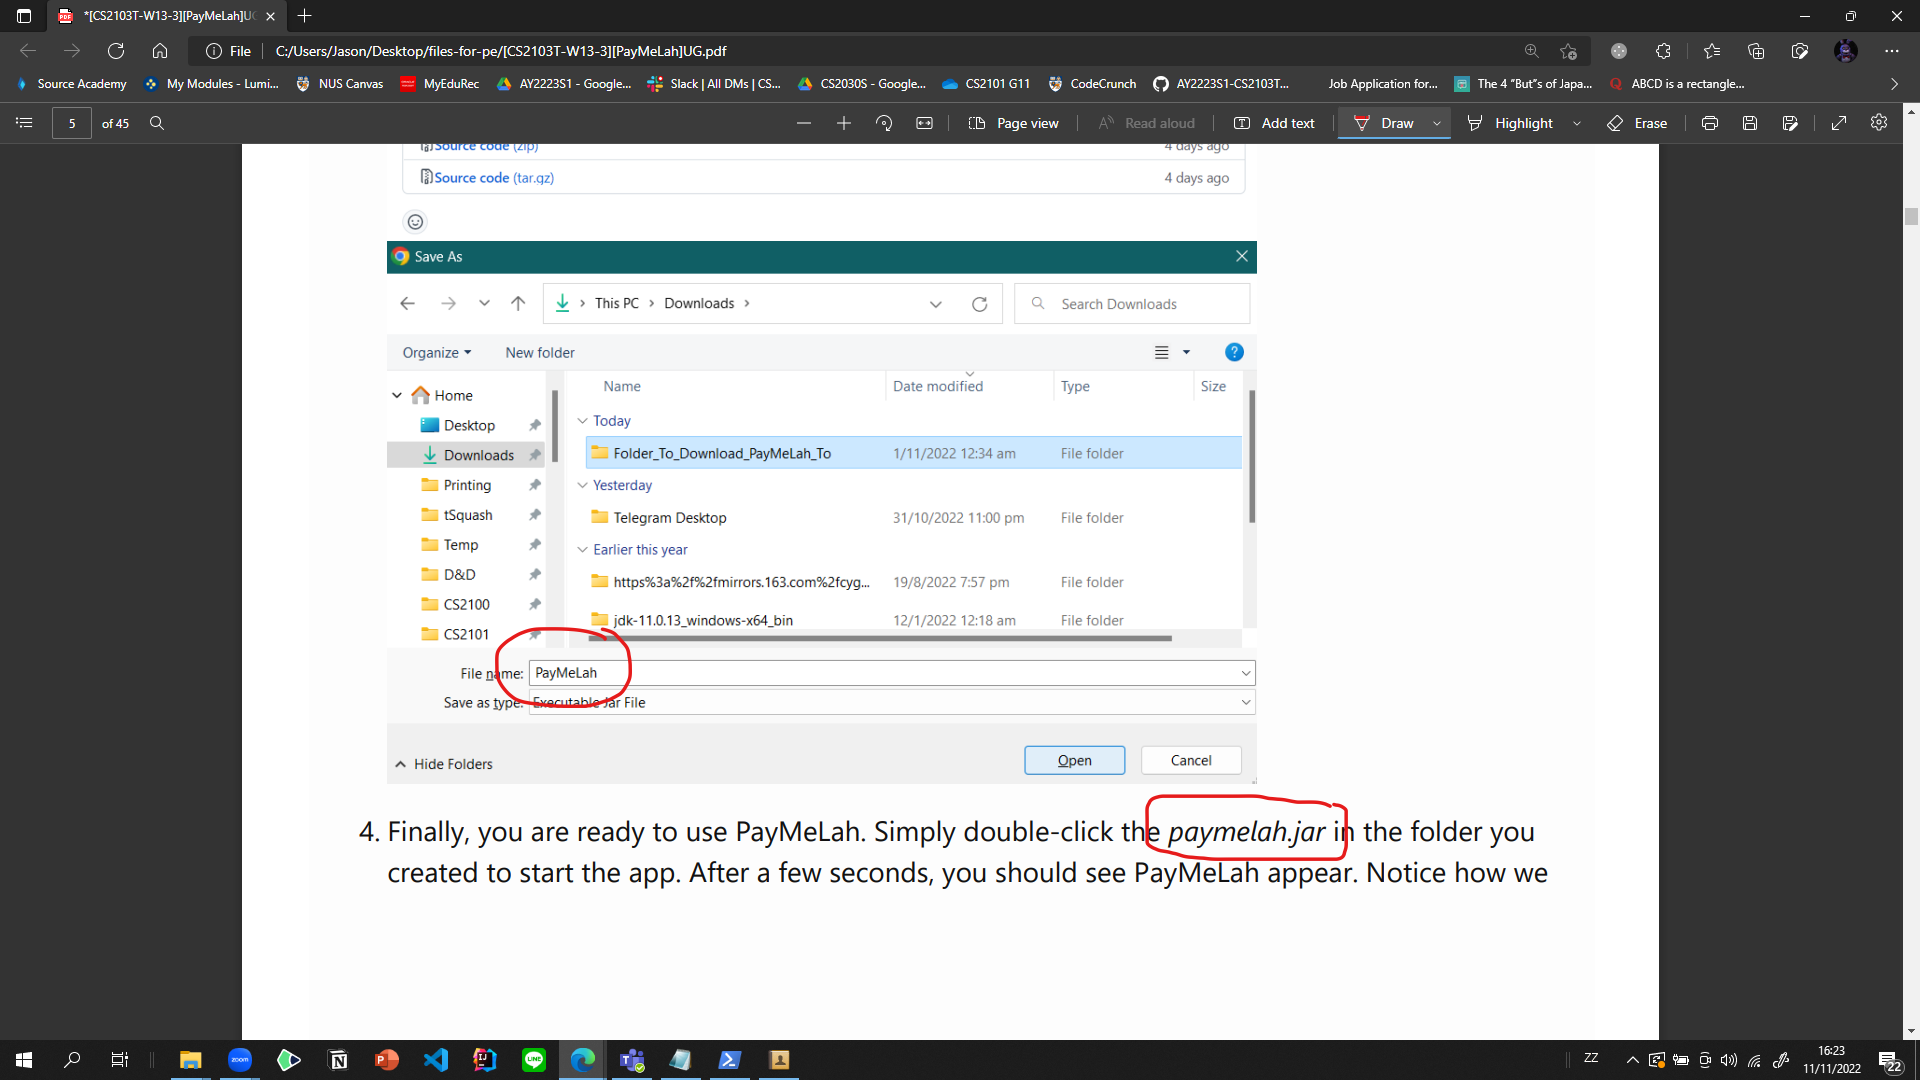 *[CS2103T-W13-3][PayMeLah]UG
File
C:/Users/Jason/Desktop/files-for-pe/[CS2103T-W13-3][PayMeLah]UG.pdf
Source Academy
My Modules - Lumi...
NUS Canvas
MyEduRec
AY2223S1 - Google...
Slack | All DMs | CS...
CS2030S - Google...
CS2101 G11
CodeCrunch
AY2223S1-CS2103T...
Job Application for...
The 4 "But"s of Japa...
ABCD is a rectangle...
5 of 45
Page view
Read aloud
Add text
Draw
Highlight
Erase
Source code (zip) 4 days ago
Source code (tar.gz) 4 days ago
Save As
This PC > Downloads >
Search Downloads
Organize
New folder
Name Date modified Type Size
Home
Desktop
Downloads
Printing
tSquash
Temp
D&D
CS2100
CS2101
Today
Folder_To_Download_PayMeLah_To 1/11/2022 12:34 am File folder
Yesterday
Telegram Desktop 31/10/2022 11:00 pm File folder
Earlier this year
https%3a%2f%2fmirrors.163.com%2fcyg... 19/8/2022 7:57 pm File folder
jdk-11.0.13_windows-x64_bin 12/1/2022 12:18 am File folder
File name: PayMeLah
Save as type: Executable Jar File
Hide Folders
Open
Cancel
4. Finally, you are ready to use PayMeLah. Simply double-click the paymelah.jar in the folder you
created to start the app. After a few seconds, you should see PayMeLah appear. Notice how we
zoom
LINE
ZZ
16:23
11/11/2022
22